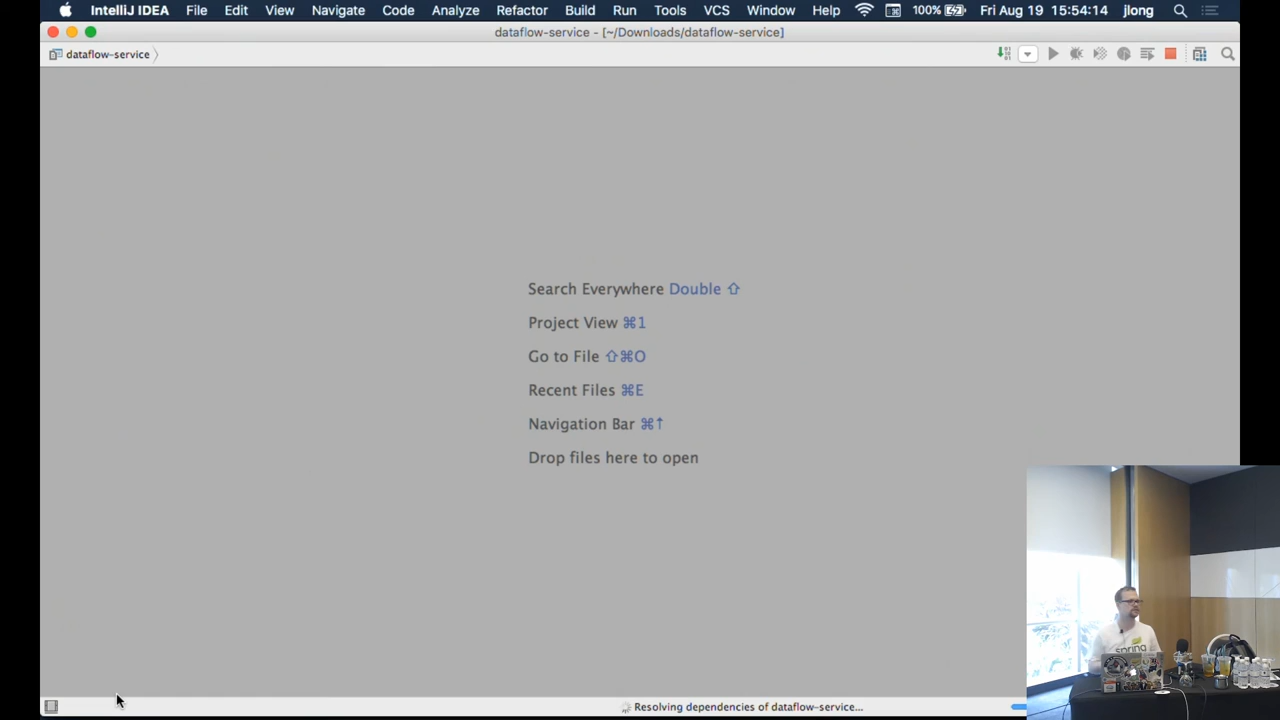 IntelliJ IDEA File Edit View Navigate Code Analyze Refactor Build Run Tools VCS Window Help 100% Fri Aug 19 15:54:14 jlong
dataflow-service - [~/Downloads/dataflow-service]
dataflow-service
Search Everywhere Double ⇧
Project View ⌘1
Go to File ⇧⌘O
Recent Files ⌘E
Navigation Bar ⌘↑
Drop files here to open
spring
Resolving dependencies of dataflow-service...